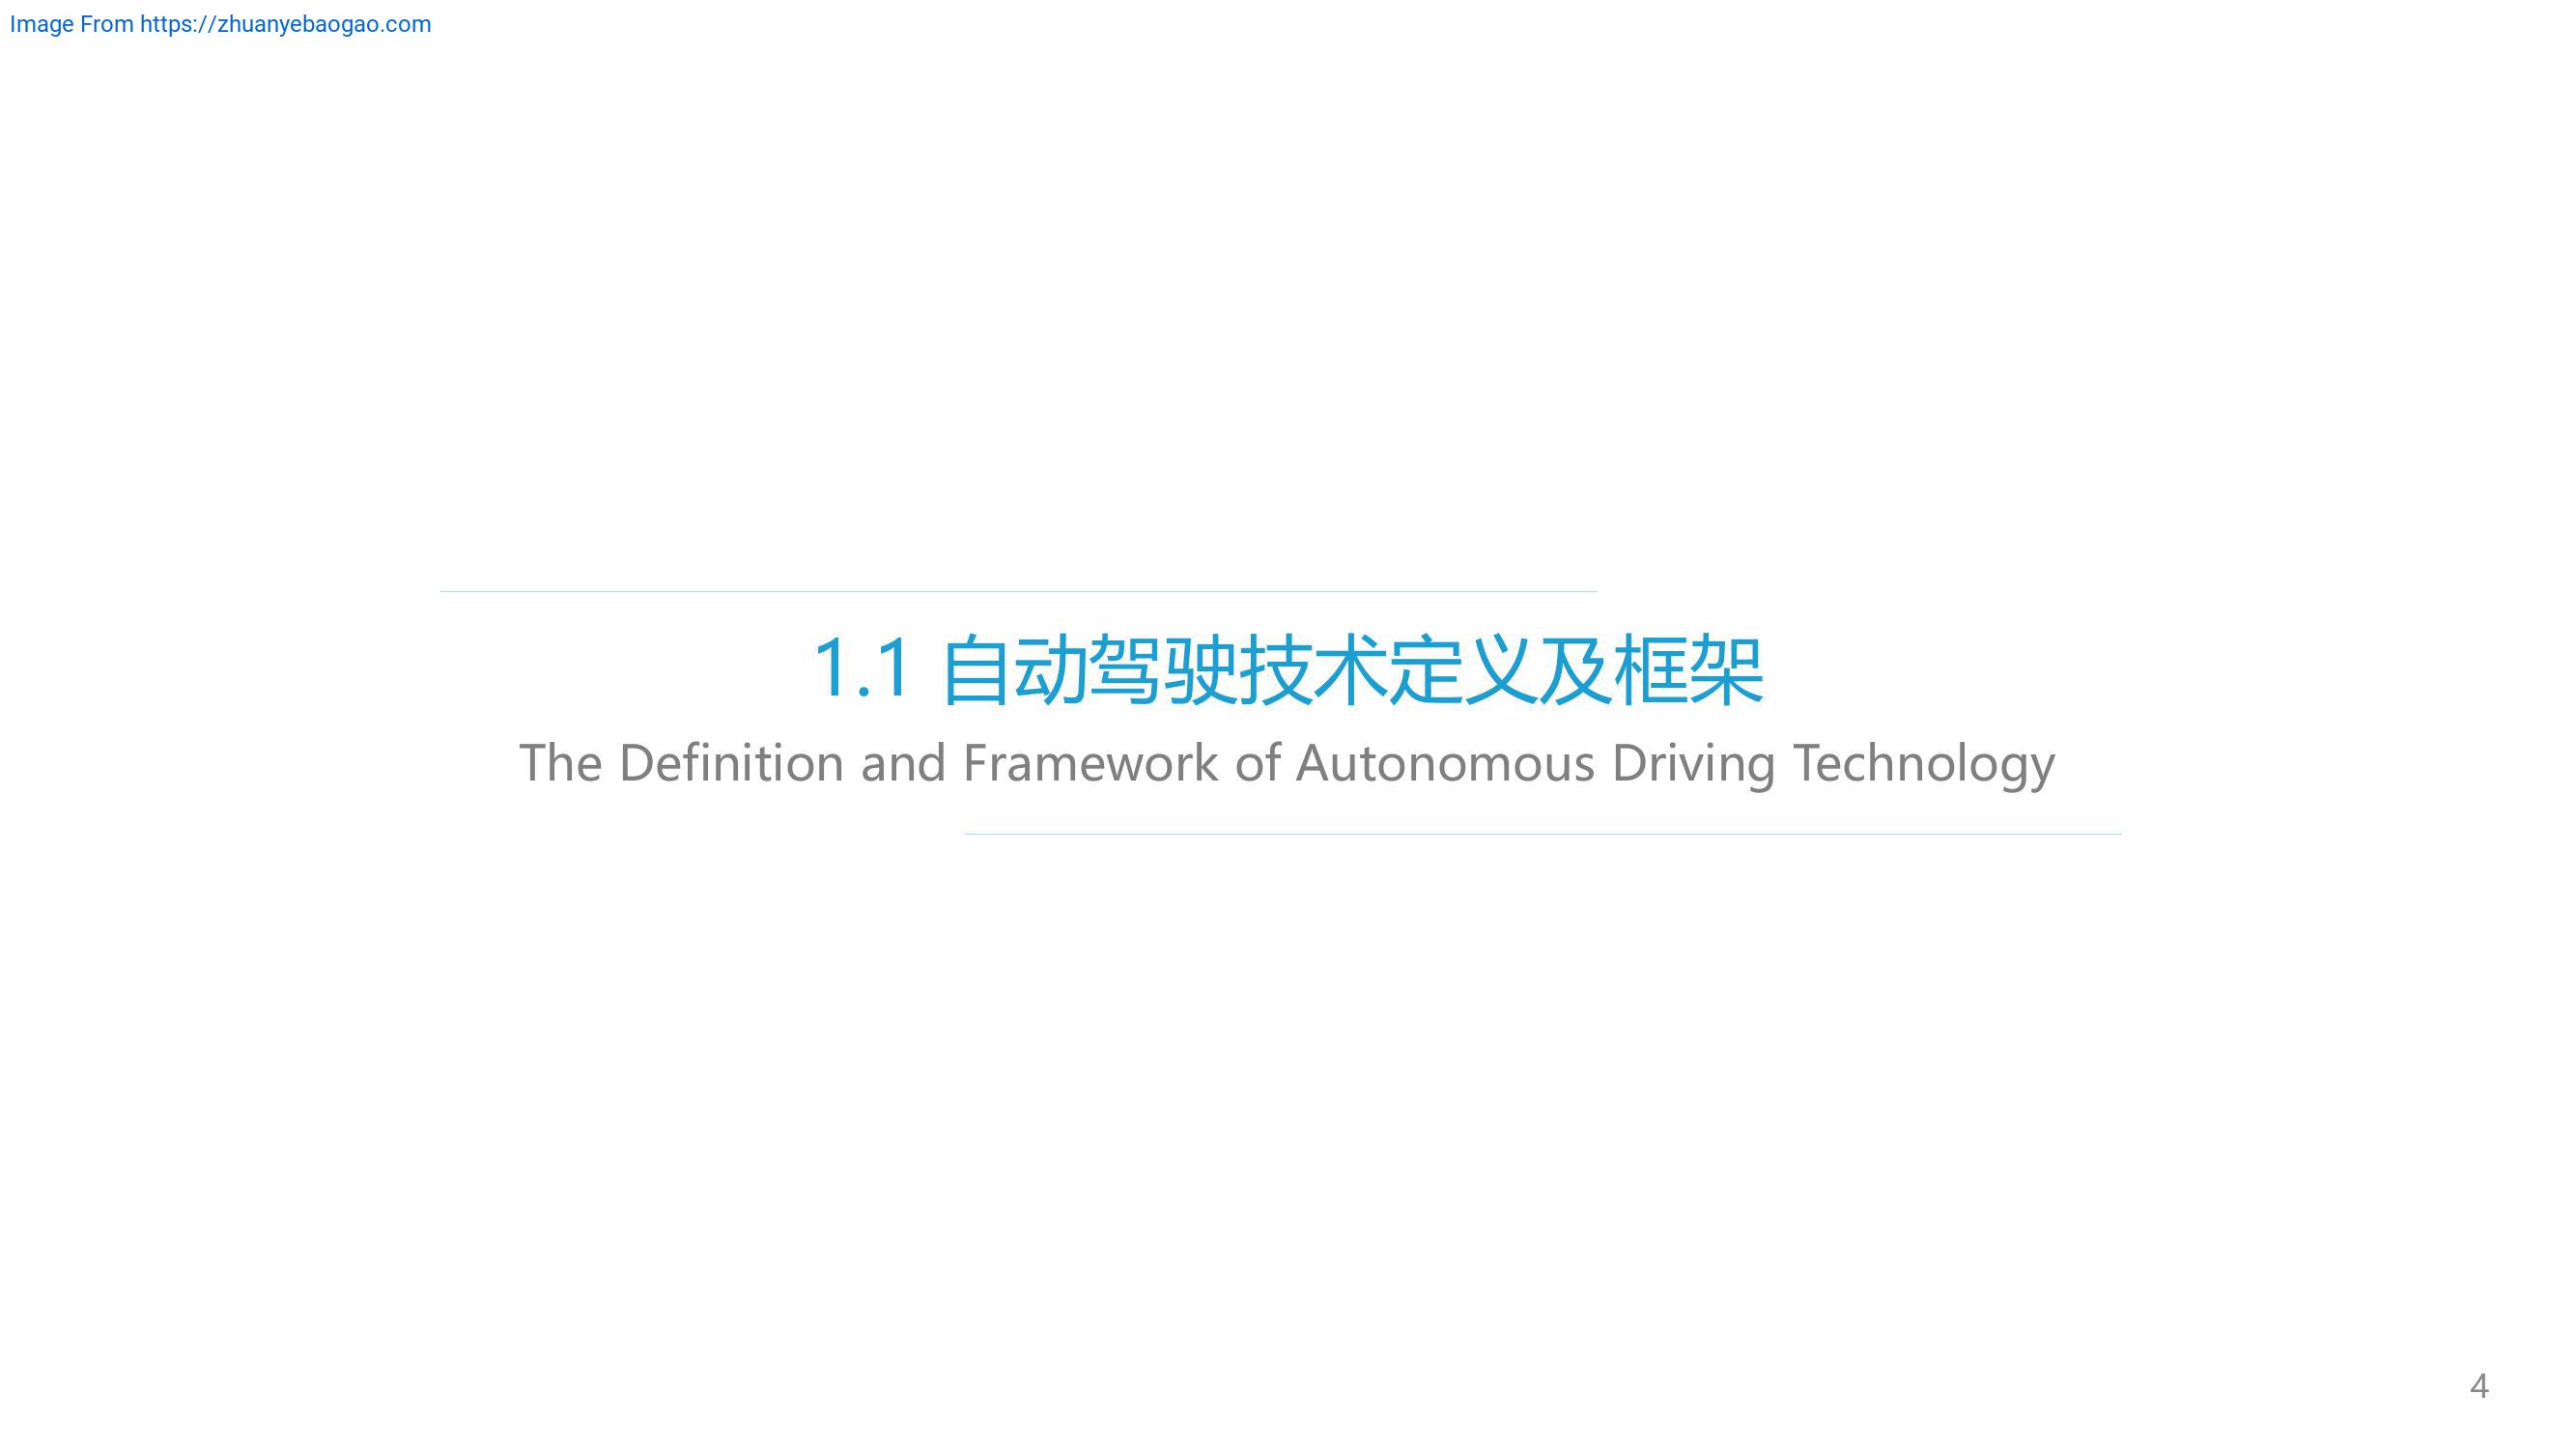 Image From https://zhuanyebaogao.com
1.1 自动驾驶技术定义及框架
The Definition and Framework of Autonomous Driving Technology
4